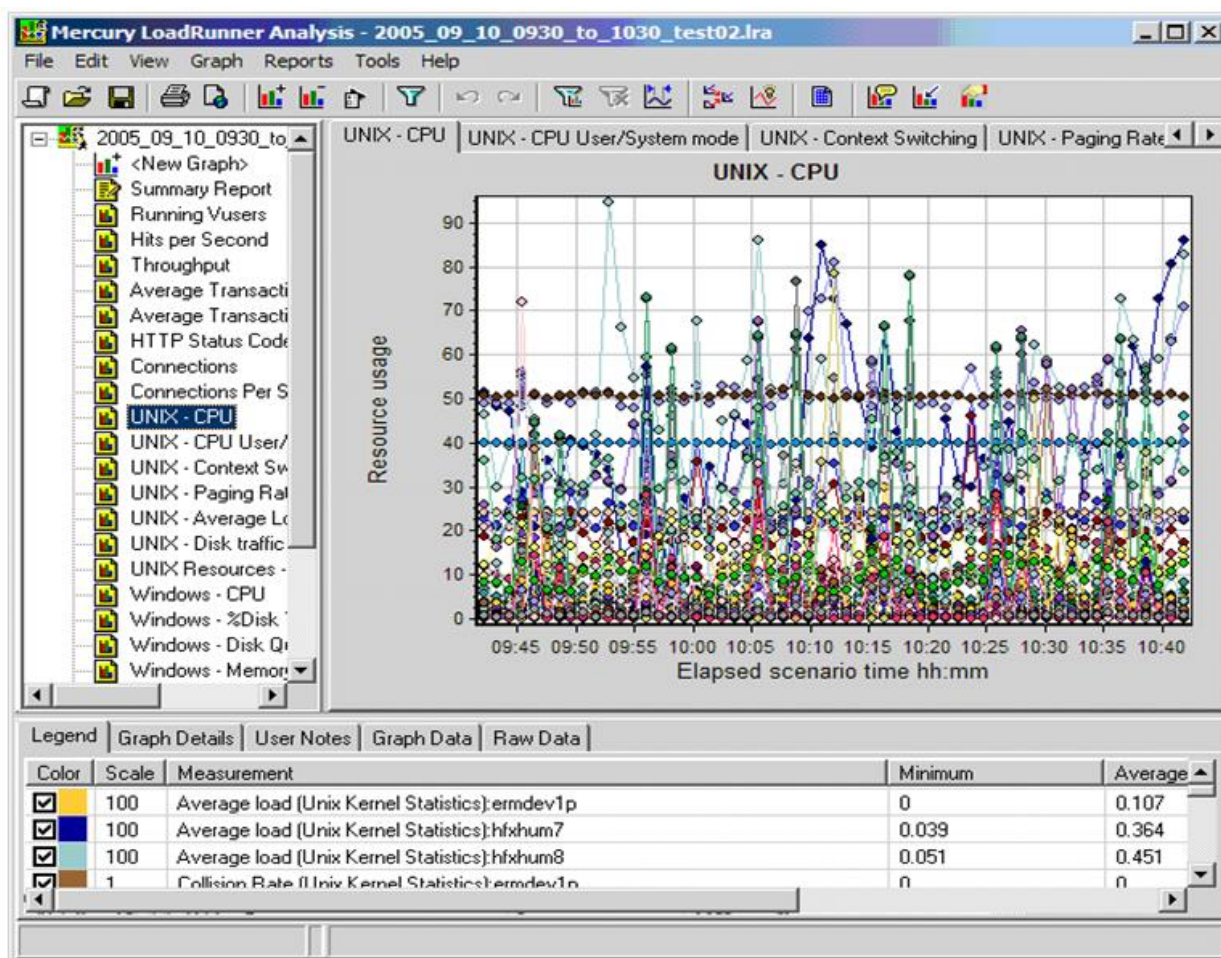 Mercury LoadRunner Analysis - 2005_09_10_0930_to_1030_test02.lra
File Edit View Graph Reports Tools Help
2005_09_10_0930_to_
<New Graph>
Summary Report
Running Vusers
Hits per Second
Throughput
Average Transacti
Average Transacti
HTTP Status Code
Connections
Connections Per S
UNIX - CPU
UNIX - CPU User/
UNIX - Context Sw
UNIX - Paging Rat
UNIX - Average Lo
UNIX - Disk traffic
UNIX Resources -
Windows - CPU
Windows - %Disk
Windows - Disk Qu
Windows - Memory
UNIX - CPU UNIX - CPU User/System mode UNIX - Context Switching UNIX - Paging Rate
UNIX - CPU
Resource usage
90
80
70
60
50
40
30
20
10
0
09:45 09:50 09:55 10:00 10:05 10:10 10:15 10:20 10:25 10:30 10:35 10:40
Elapsed scenario time hh:mm
Legend Graph Details User Notes Graph Data Raw Data
Color Scale Measurement Minimum Average
100 Average load (Unix Kernel Statistics):ermdev1p 0 0.107
100 Average load (Unix Kernel Statistics):hfxhum7 0.039 0.364
100 Average load (Unix Kernel Statistics):hfxhum8 0.051 0.451
1 Collision Rate (Unix Kernel Statistics):ermdev1p 0 0